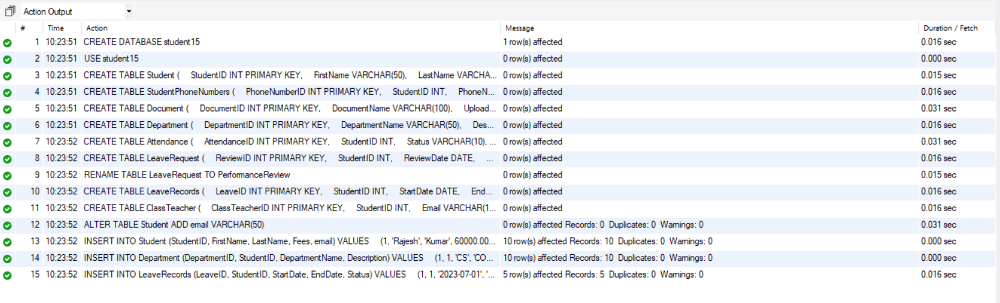 Action Output
# Time Action Message Duration / Fetch
1 10:23:51 CREATE DATABASE student15 1 row(s) affected 0.016 sec
2 10:23:51 USE student15 0 row(s) affected 0.000 sec
3 10:23:51 CREATE TABLE Student ( StudentID INT PRIMARY KEY, FirstName VARCHAR(50), LastName VARCHA... 0 row(s) affected 0.015 sec
4 10:23:51 CREATE TABLE StudentPhoneNumbers ( PhoneNumberID INT PRIMARY KEY, StudentID INT, PhoneN... 0 row(s) affected 0.016 sec
5 10:23:51 CREATE TABLE Document ( DocumentID INT PRIMARY KEY, DocumentName VARCHAR(100), Upload... 0 row(s) affected 0.031 sec
6 10:23:51 CREATE TABLE Department ( DepartmentID INT PRIMARY KEY, DepartmentName VARCHAR(50), Des... 0 row(s) affected 0.016 sec
7 10:23:52 CREATE TABLE Attendance ( AttendanceID INT PRIMARY KEY, StudentID INT, Status VARCHAR(10), ... 0 row(s) affected 0.031 sec
8 10:23:52 CREATE TABLE LeaveRequest ( ReviewID INT PRIMARY KEY, StudentID INT, ReviewDate DATE, ... 0 row(s) affected 0.016 sec
9 10:23:52 RENAME TABLE LeaveRequest TO PerformanceReview 0 row(s) affected 0.015 sec
10 10:23:52 CREATE TABLE LeaveRecords ( LeaveID INT PRIMARY KEY, StudentID INT, StartDate DATE, End... 0 row(s) affected 0.016 sec
11 10:23:52 CREATE TABLE ClassTeacher ( ClassTeacherID INT PRIMARY KEY, StudentID INT, Email VARCHAR(1... 0 row(s) affected 0.016 sec
12 10:23:52 ALTER TABLE Student ADD email VARCHAR(50) 0 row(s) affected Records: 0 Duplicates: 0 Warnings: 0 0.031 sec
13 10:23:52 INSERT INTO Student (StudentID, FirstName, LastName, Fees, email) VALUES (1, 'Rajesh', 'Kumar', 60000.00... 10 row(s) affected Records: 10 Duplicates: 0 Warnings: 0 0.000 sec
14 10:23:52 INSERT INTO Department (DepartmentID, StudentID, DepartmentName, Description) VALUES (1, 1, 'CS', 'CO... 10 row(s) affected Records: 10 Duplicates: 0 Warnings: 0 0.000 sec
15 10:23:52 INSERT INTO LeaveRecords (LeaveID, StudentID, StartDate, EndDate, Status) VALUES (1, 1, '2023-07-01', '... 5 row(s) affected Records: 5 Duplicates: 0 Warnings: 0 0.016 sec